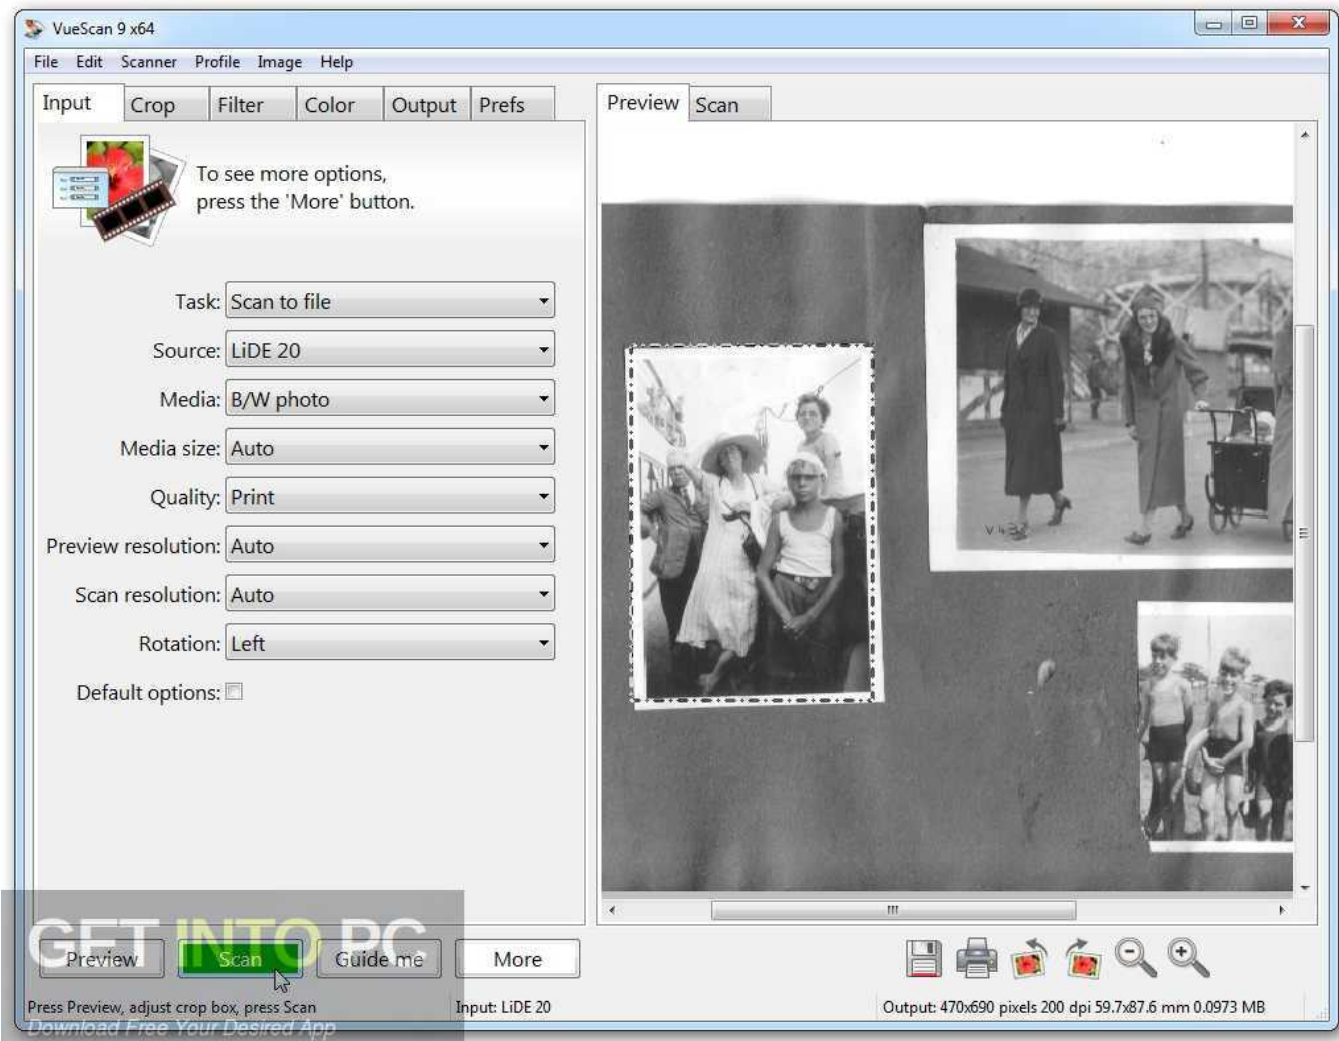 VueScan 9 x64
File Edit Scanner Profile Image Help
Input Crop Filter Color Output Prefs
Preview Scan
To see more options,
press the 'More' button.
Task: Scan to file
Source: LiDE 20
Media: B/W photo
Media size: Auto
Quality: Print
Preview resolution: Auto
Scan resolution: Auto
Rotation: Left
Default options:
GET INTO PC
Preview Scan Guide me More
Press Preview, adjust crop box, press Scan
Input: LiDE 20
Output: 470x690 pixels 200 dpi 59.7x87.6 mm 0.0973 MB
Download Free Your Desired App